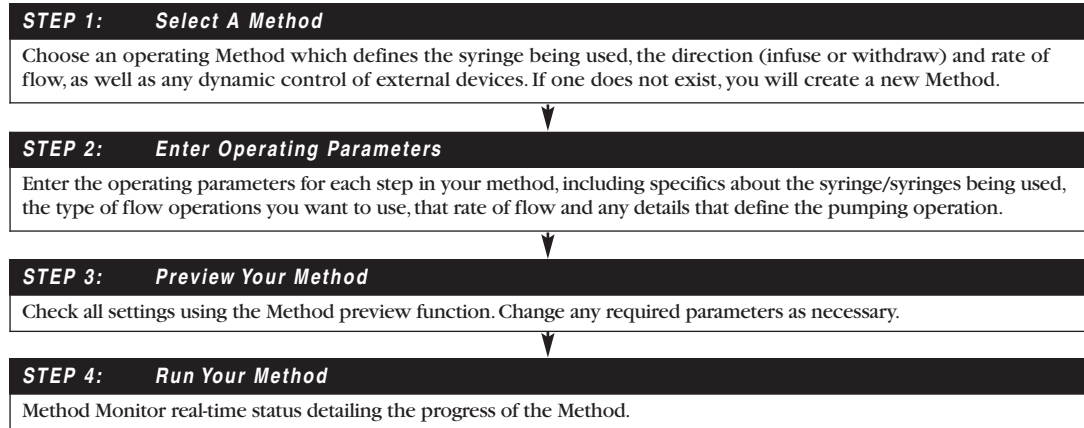 STEP 1: Select A Method
Choose an operating Method which defines the syringe being used, the direction (infuse or withdraw) and rate of
flow, as well as any dynamic control of external devices. If one does not exist, you will create a new Method.
STEP 2: Enter Operating Parameters
Enter the operating parameters for each step in your method, including specifics about the syringe/syringes being used,
the type of flow operations you want to use, that rate of flow and any details that define the pumping operation.
STEP 3: Preview Your Method
Check all settings using the Method preview function. Change any required parameters as necessary.
STEP 4: Run Your Method
Method Monitor real-time status detailing the progress of the Method.